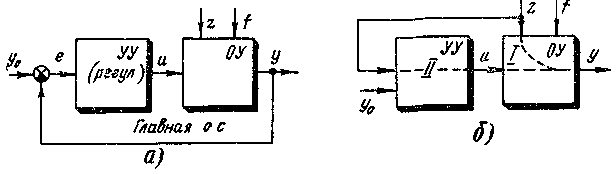 z f
y₀ e УУ (регул) u ОУ y
Главная о с
а)
z f
УУ II u I ОУ y
y₀
б)